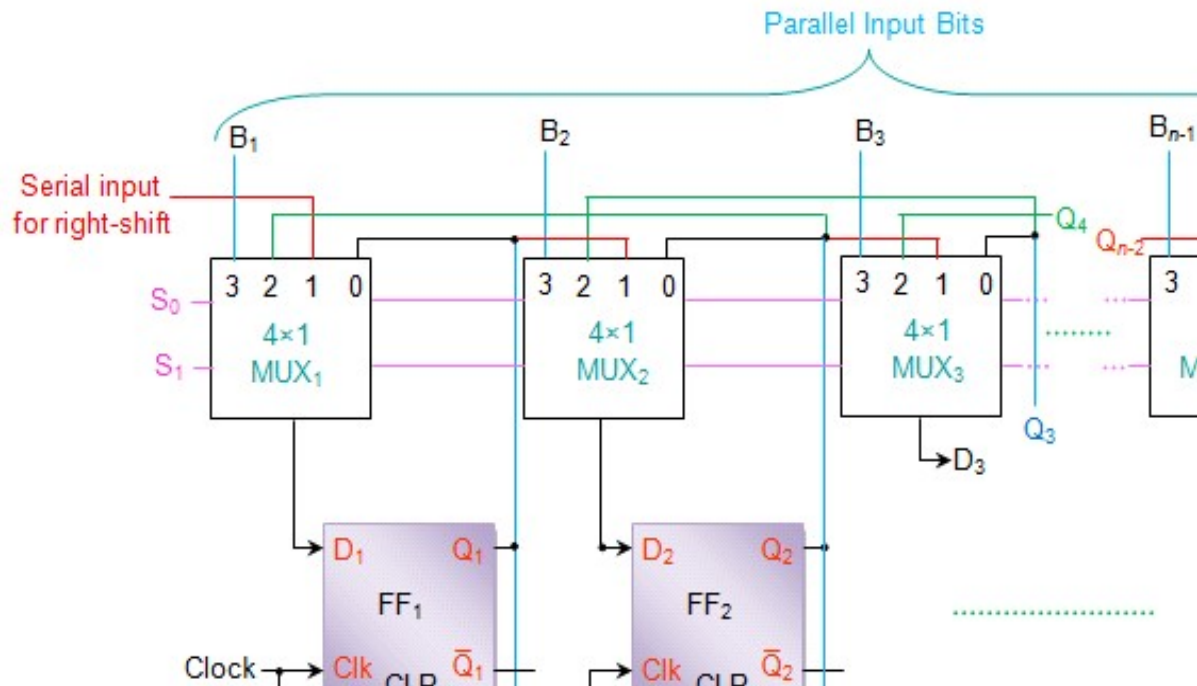 Parallel Input Bits
B₁ B₂ B₃ Bₙ₋₁
Serial input
for right-shift
Q₄
Qₙ₋₂
3 2 1 0 3 2 1 0 3 2 1 0 3
S₀
4×1 4×1 4×1
MUX₁ MUX₂ MUX₃
S₁
Q₃
D₃
D₁ Q₁ D₂ Q₂
FF₁ FF₂
Clock Clk Q̅₁ Clk Q̅₂
CLR CLR